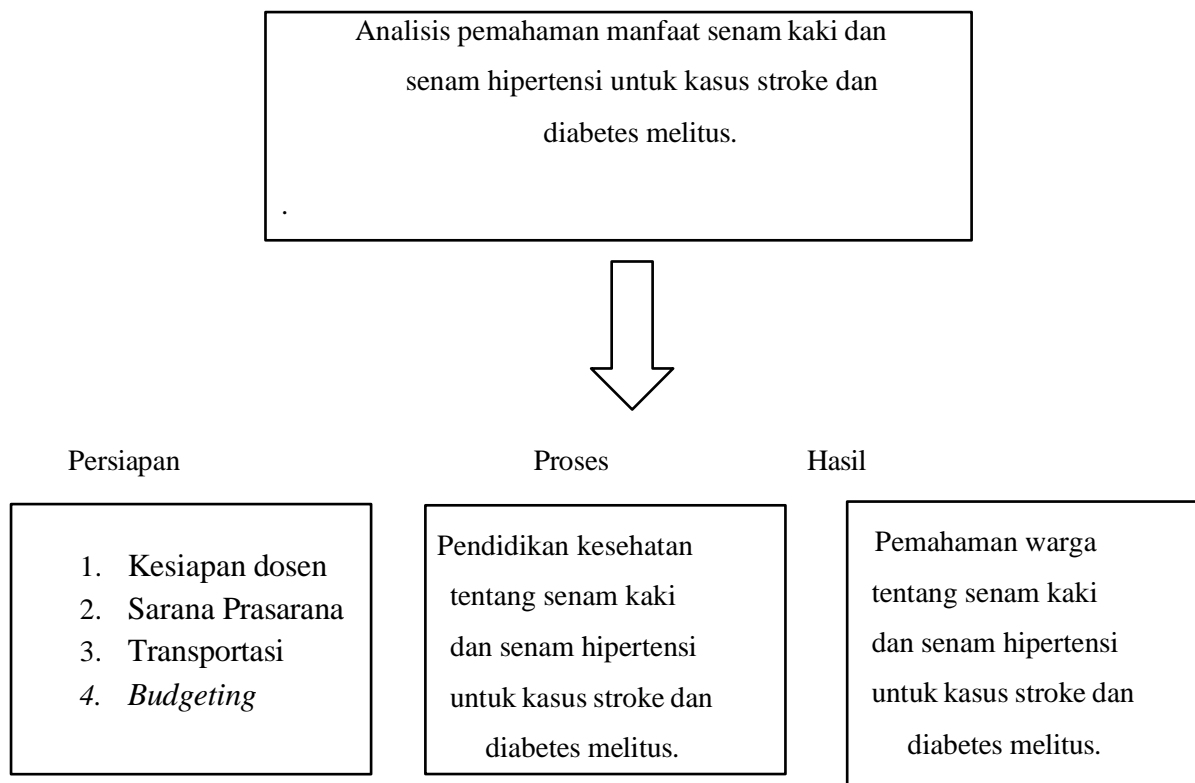 Analisis pemahaman manfaat senam kaki dan
senam hipertensi untuk kasus stroke dan
diabetes melitus.
.
Persiapan
1. Kesiapan dosen
2. Sarana Prasarana
3. Transportasi
4. Budgeting
Proses
Pendidikan kesehatan
tentang senam kaki
dan senam hipertensi
untuk kasus stroke dan
diabetes melitus.
Hasil
Pemahaman warga
tentang senam kaki
dan senam hipertensi
untuk kasus stroke dan
diabetes melitus.